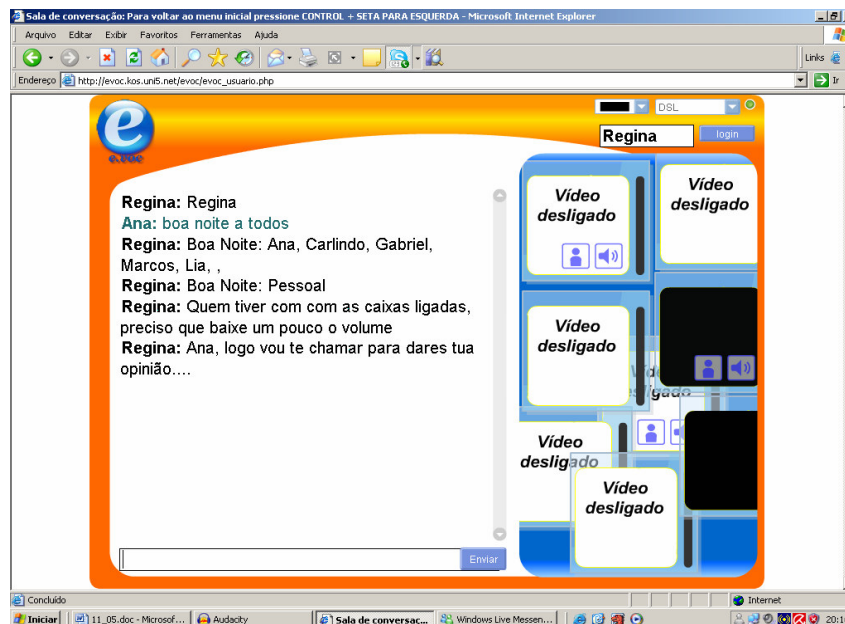 Sala de conversação: Para voltar ao menu inicial pressione CONTROL + SETA PARA ESQUERDA - Microsoft Internet Explorer
Arquivo Editar Exibir Favoritos Ferramentas Ajuda
Links
Endereço http://evoc.kos.uni5.net/evoc/evoc_usuario.php Ir
DSL
Regina login
e.voc
Regina: Regina
Ana: boa noite a todos
Regina: Boa Noite: Ana, Carlindo, Gabriel,
Marcos, Lia, ,
Regina: Boa Noite: Pessoal
Regina: Quem tiver com com as caixas ligadas,
preciso que baixe um pouco o volume
Regina: Ana, logo vou te chamar para dares tua
opinião....
Enviar
Vídeo
desligado
Vídeo
desligado
Vídeo
desligado
Vídeo
desligado
Vídeo
desligado
Concluído Internet
Iniciar 11_05.doc - Microsof... Audacity Sala de conversac... Windows Live Messen...